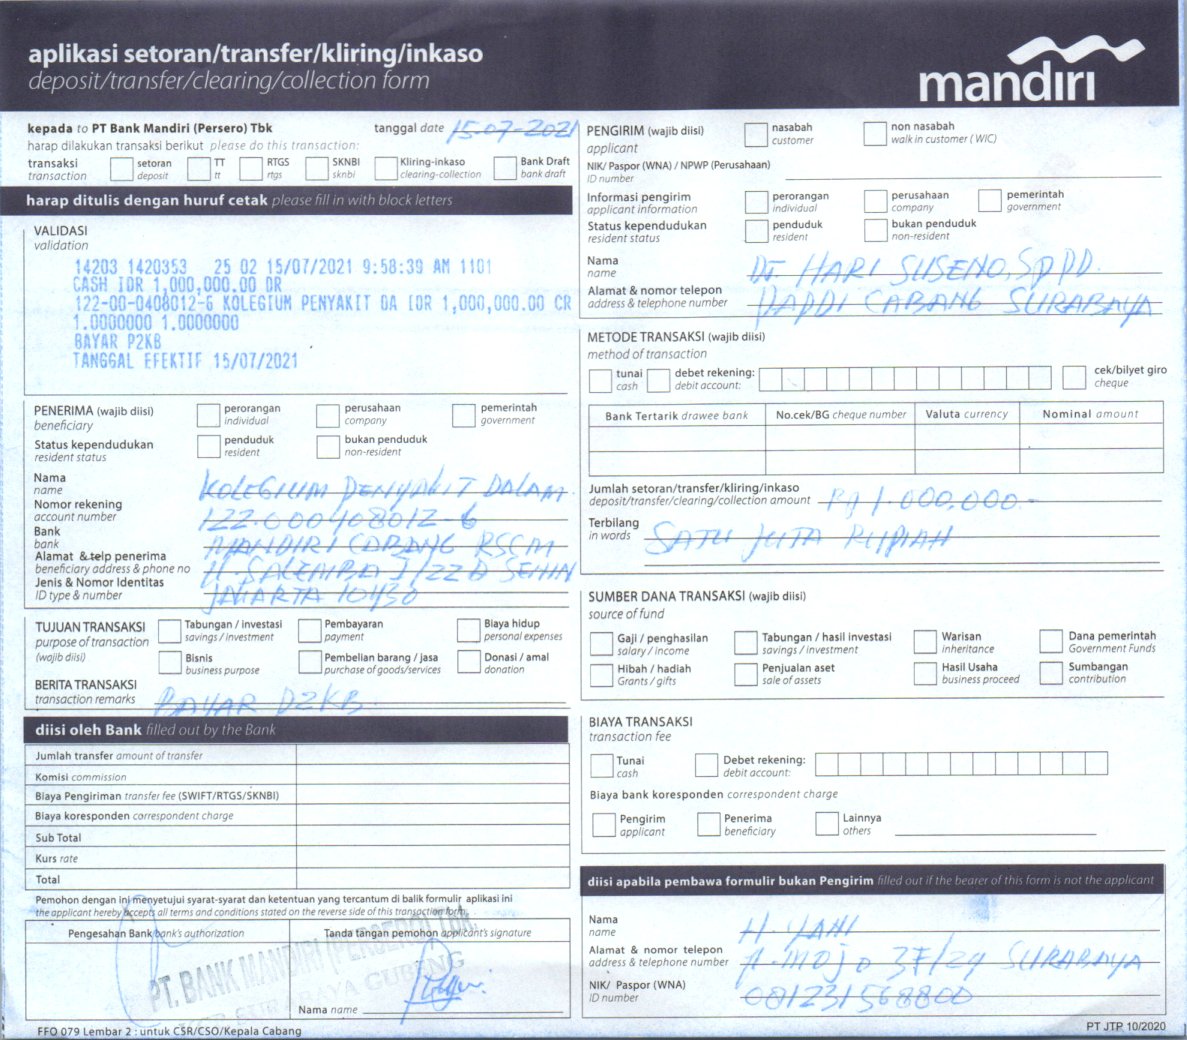 aplikasi setoran/transfer/kliring/inkaso
deposit/transfer/clearing/collection form
mandiri
kepada to PT Bank Mandiri (Persero) Tbk
tanggal date 15-07-2021
harap dilakukan transaksi berikut please do this transaction:
transaksi
transaction
setoran
deposit
TT
tt
RTGS
rtgs
SKNBI
sknbi
Kliring-inkaso
clearing-collection
Bank Draft
bank draft
harap ditulis dengan huruf cetak please fill in with block letters
VALIDASI
validation
14203 1420353 25 02 15/07/2021 9:58:39 AM 1101
CASH IDR 1,000,000.00 DR
122-00-0408012-6 KOLEGIUM PENYAKIT DA IDR 1,000,000.00 CR
1.0000000 1.0000000
BAYAR P2KB
TANGGAL EFEKTIF 15/07/2021
PENERIMA (wajib diisi)
beneficiary
perorangan
individual
perusahaan
company
pemerintah
government
Status kependudukan
resident status
penduduk
resident
bukan penduduk
non-resident
Nama
name
KOLEGIUM PENYAKIT DALAM
Nomor rekening
account number
122.000408012-6
Bank
bank
MANDIRI CABANG RSCM
Alamat & telp penerima
beneficiary address & phone no
Jl. SALEMBA I/22 D SENEN
Jenis & Nomor Identitas
ID type & number
JAKARTA 10430
TUJUAN TRANSAKSI
purpose of transaction
(wajib diisi)
Tabungan / investasi
savings / investment
Pembayaran
payment
Biaya hidup
personal expenses
Bisnis
business purpose
Pembelian barang / jasa
purchase of goods/services
Donasi / amal
donation
BERITA TRANSAKSI
transaction remarks
BAYAR P2KB.
diisi oleh Bank filled out by the Bank
Jumlah transfer amount of transfer
Komisi commission
Biaya Pengiriman transfer fee (SWIFT/RTGS/SKNBI)
Biaya koresponden correspondent charge
Sub Total
Kurs rate
Total
Pemohon dengan ini menyetujui syarat-syarat dan ketentuan yang tercantum di balik formulir aplikasi ini
the applicant hereby accepts all terms and conditions stated on the reverse side of this transaction form
Pengesahan Bank bank's authorization
Tanda tangan pemohon applicant's signature
PT. BANK MANDIRI (PERSERO) Tbk.
SURABAYA GUBENG
Nama name
FFO 079 Lembar 2 : untuk CSR/CSO/Kepala Cabang
PENGIRIM (wajib diisi)
applicant
nasabah
customer
non nasabah
walk in customer ( WIC)
NIK/ Paspor (WNA) / NPWP (Perusahaan)
ID number
Informasi pengirim
applicant information
perorangan
individual
perusahaan
company
pemerintah
government
Status kependudukan
resident status
penduduk
resident
bukan penduduk
non-resident
Nama
name
Dr. HARI SUSENO, SpPD.
Alamat & nomor telepon
address & telephone number
PAPDI CABANG SURABAYA
METODE TRANSAKSI (wajib diisi)
method of transaction
tunai
cash
debet rekening:
debit account:
cek/bilyet giro
cheque
Bank Tertarik drawee bank
No.cek/BG cheque number
Valuta currency
Nominal amount
Jumlah setoran/transfer/kliring/inkaso
deposit/transfer/clearing/collection amount
Rp 1.000.000.-
Terbilang
in words
SATU JUTA RUPIAH
SUMBER DANA TRANSAKSI (wajib diisi)
source of fund
Gaji / penghasilan
salary / income
Tabungan / hasil investasi
savings / investment
Warisan
inheritance
Dana pemerintah
Government Funds
Hibah / hadiah
Grants / gifts
Penjualan aset
sale of assets
Hasil Usaha
business proceed
Sumbangan
contribution
BIAYA TRANSAKSI
transaction fee
Tunai
cash
Debet rekening:
debit account:
Biaya bank koresponden correspondent charge
Pengirim
applicant
Penerima
beneficiary
Lainnya
others
diisi apabila pembawa formulir bukan Pengirim filled out if the bearer of this form is not the applicant
Nama
name
H. YANI
Alamat & nomor telepon
address & telephone number
Jl. MOJO 3F/24 SURABAYA
NIK/ Paspor (WNA)
ID number
081231568800
PT JTP 10/2020